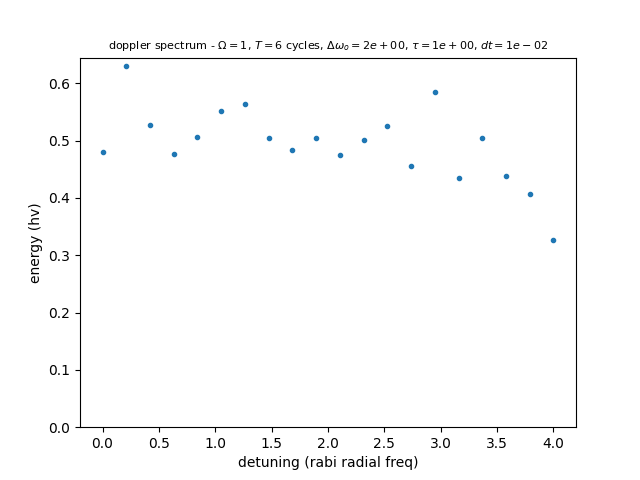 doppler spectrum - Ω = 1, T = 6 cycles, Δω₀ = 2e + 00, τ = 1e + 00, dt = 1e − 02
0.6
0.5
0.4
0.3
0.2
0.1
0.0
energy (hv)
0.0 0.5 1.0 1.5 2.0 2.5 3.0 3.5 4.0
detuning (rabi radial freq)